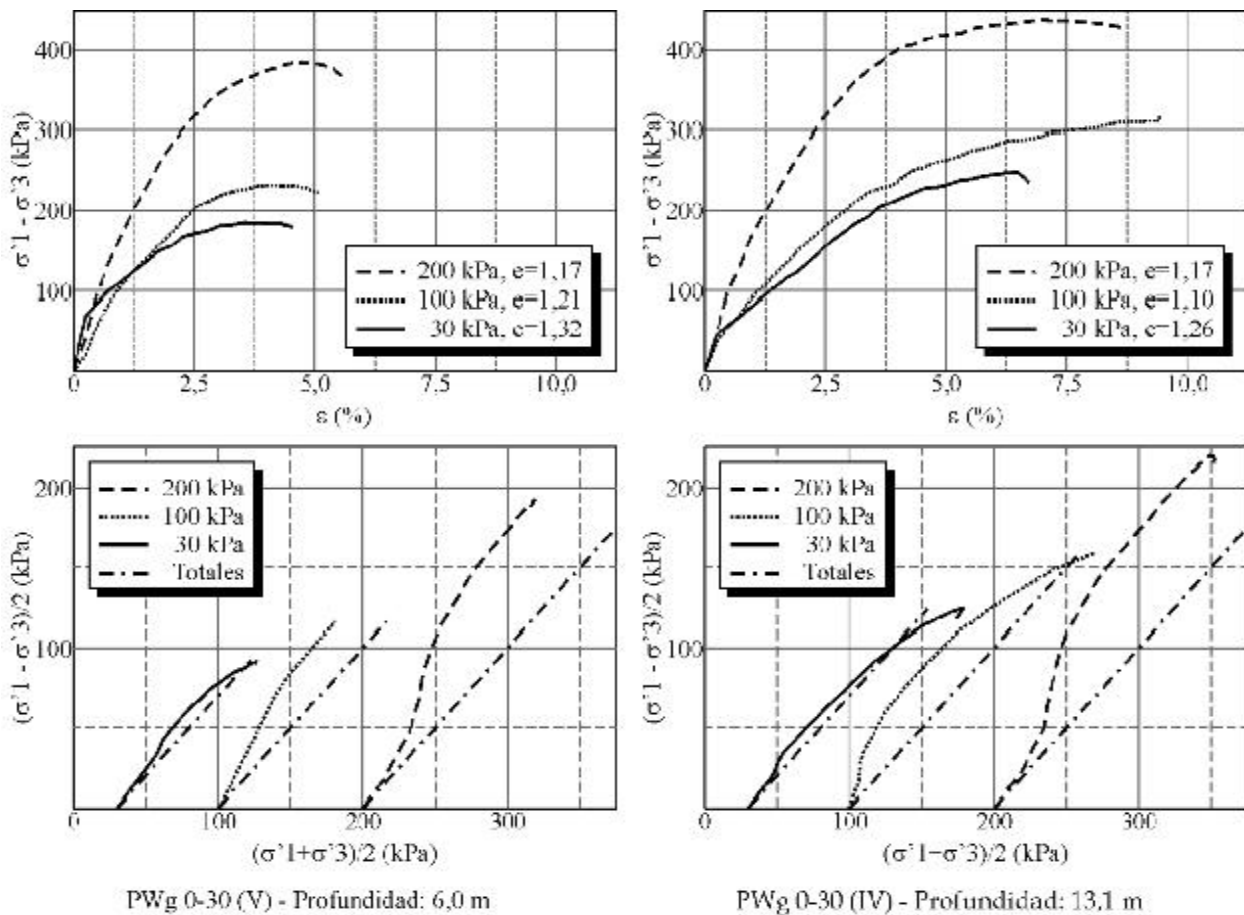 400
300
200
100
0
2,5
5,0
7,5
10,0
σ`1 - σ`3 (kPa)
ε (%)
200 kPa, e=1,17
100 kPa, e=1,21
30 kPa, e=1,32
400
300
200
100
0
2,5
5,0
7,5
10,0
σ`1 - σ`3 (kPa)
ε (%)
200 kPa, e=1,17
100 kPa, e=1,10
30 kPa, e=1,26
200
100
0
100
200
300
(σ`1 - σ`3)/2 (kPa)
(σ`1+σ`3)/2 (kPa)
200 kPa
100 kPa
30 kPa
Totales
200
100
0
100
200
300
(σ`1 - σ`3)/2 (kPa)
(σ`1−σ`3)/2 (kPa)
200 kPa
100 kPa
30 kPa
Totales
PWg 0-30 (V) - Profundidad: 6,0 m
PWg 0-30 (IV) - Profundidad: 13,1 m